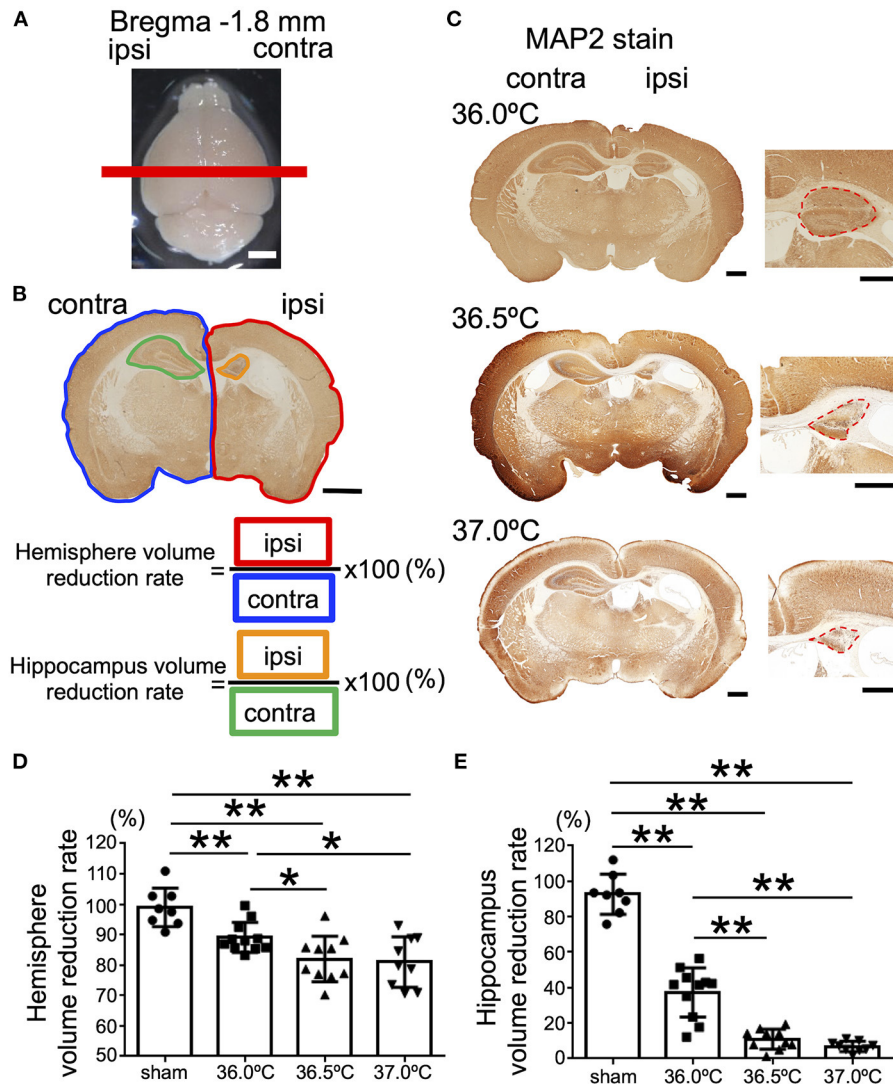 A
Bregma -1.8 mm
ipsi contra
B
contra ipsi
Hemisphere volume
reduction rate
=
ipsi
contra
x100 (%)
Hippocampus volume
reduction rate
=
ipsi
contra
x100 (%)
C
MAP2 stain
contra ipsi
36.0ºC
36.5ºC
37.0ºC
D
(%)
Hemisphere
volume reduction rate
120
110
100
90
80
70
60
50
**
**
**
*
*
sham 36.0ºC 36.5ºC 37.0ºC
E
(%)
Hippocampus
volume reduction rate
120
100
80
60
40
20
0
**
**
**
**
**
sham 36.0ºC 36.5ºC 37.0ºC